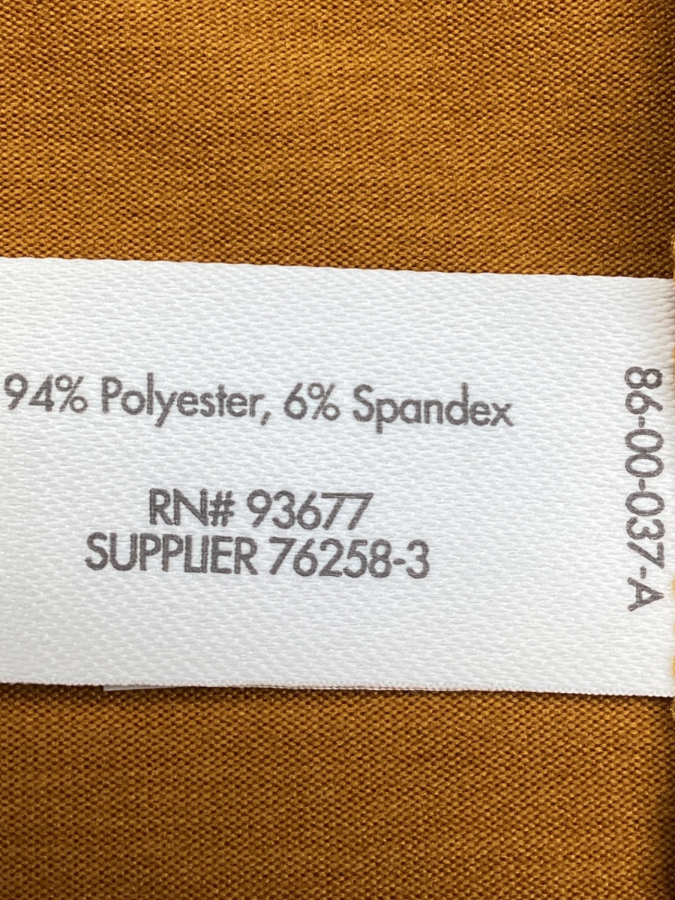 94% Polyester, 6% Spandex
RN# 93677
SUPPLIER 76258-3
86-00-037-A